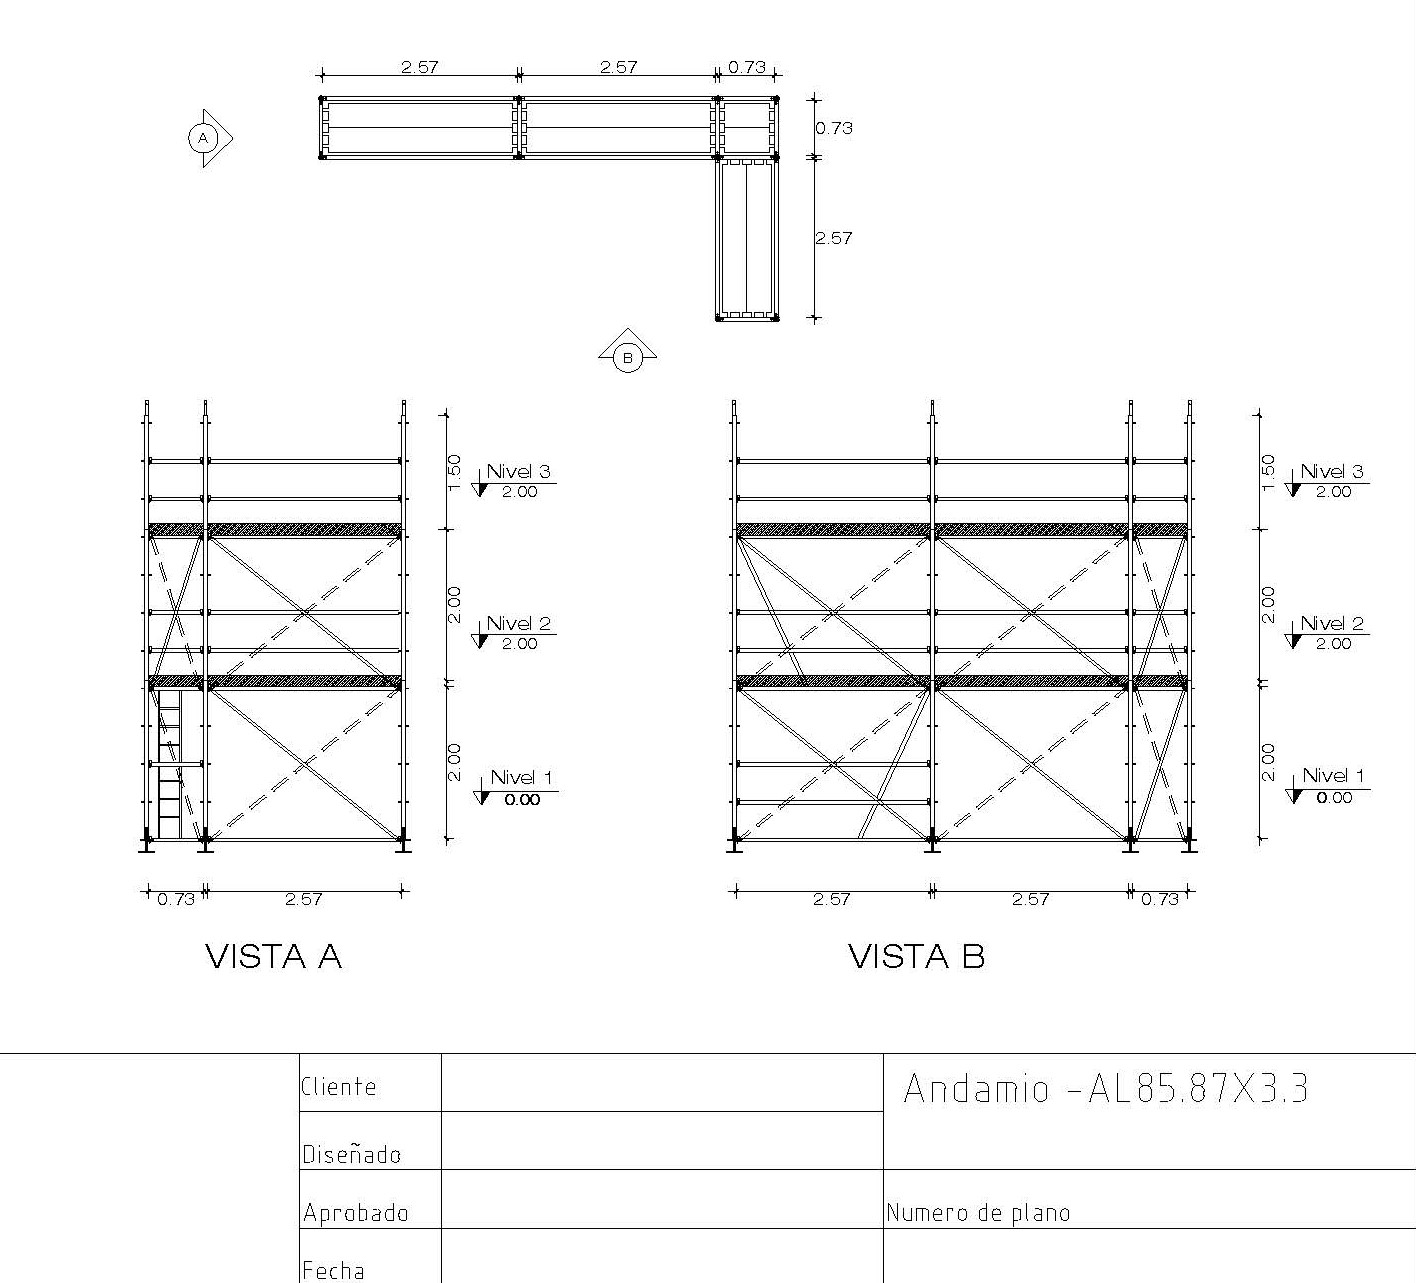 2.57 2.57 0.73
A
0.73
2.57
B
1.50
Nivel 3
2.00
2.00
Nivel 2
2.00
2.00
Nivel 1
0.00
0.73 2.57
VISTA A
1.50
Nivel 3
2.00
2.00
Nivel 2
2.00
2.00
Nivel 1
0.00
2.57 2.57 0.73
VISTA B
Cliente
Andamio -AL85.87X3.3
Diseñado
Aprobado
Numero de plano
Fecha